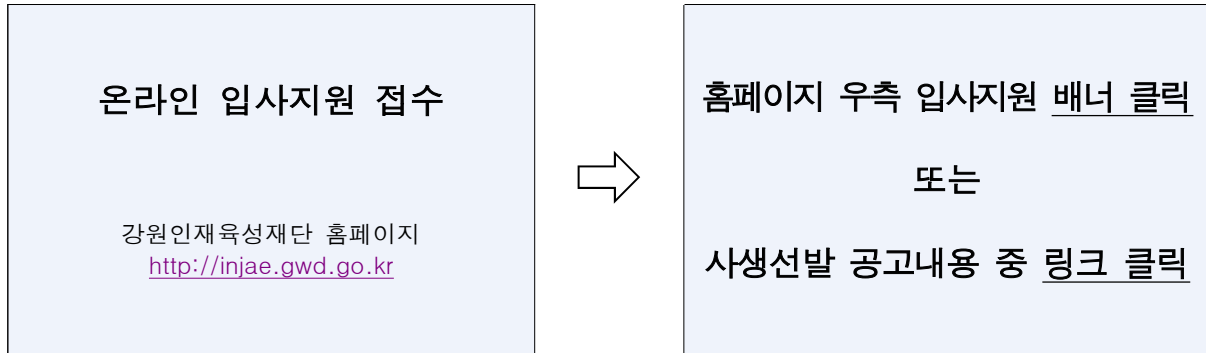 온라인 입사지원 접수
강원인재육성재단 홈페이지
http://injae.gwd.go.kr
홈페이지 우측 입사지원 배너 클릭
또는
사생선발 공고내용 중 링크 클릭